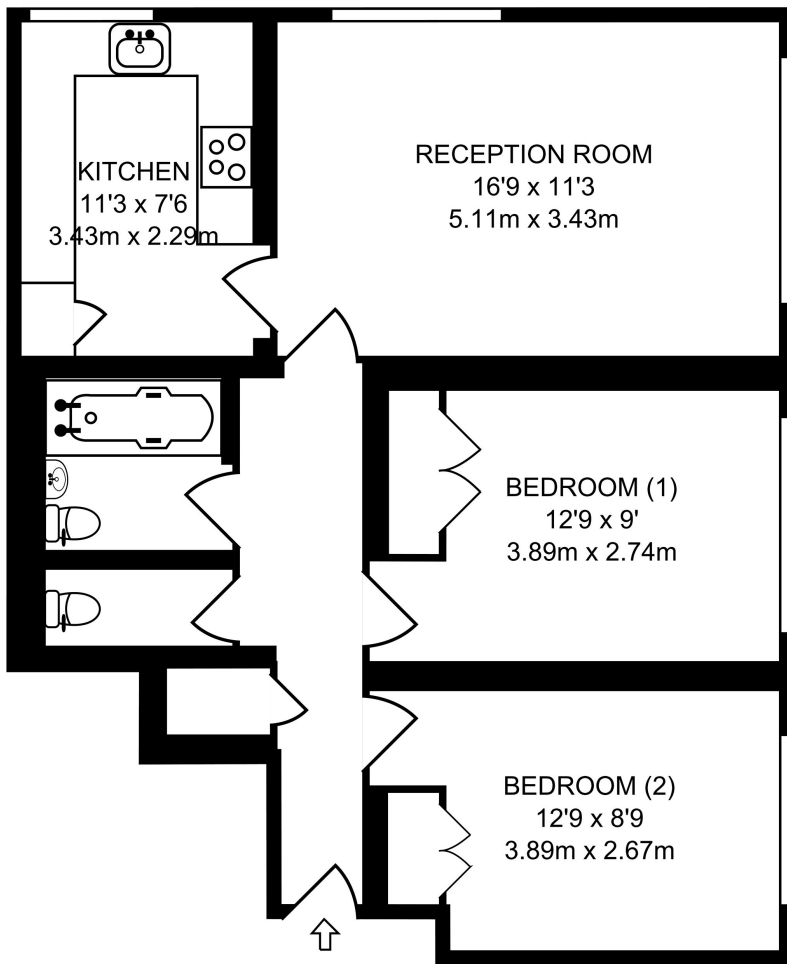 KITCHEN
11'3 x 7'6
3.43m x 2.29m
RECEPTION ROOM
16'9 x 11'3
5.11m x 3.43m
BEDROOM (1)
12'9 x 9'
3.89m x 2.74m
BEDROOM (2)
12'9 x 8'9
3.89m x 2.67m